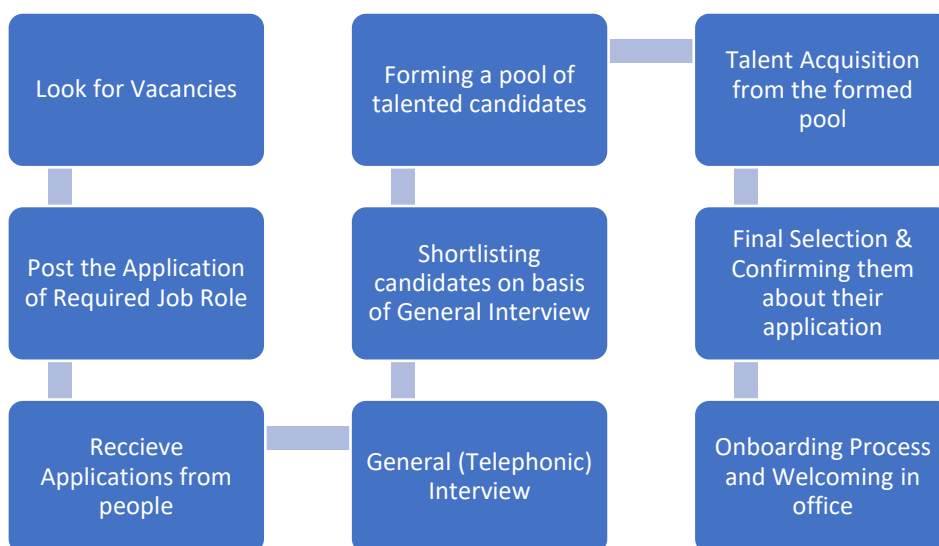 Look for Vacancies
Post the Application
of Required Job Role
Reccieve
Applications from
people
General (Telephonic)
Interview
Shortlisting
candidates on basis
of General Interview
Forming a pool of
talented candidates
Talent Acquisition
from the formed
pool
Final Selection &
Confirming them
about their
application
Onboarding Process
and Welcoming in
office